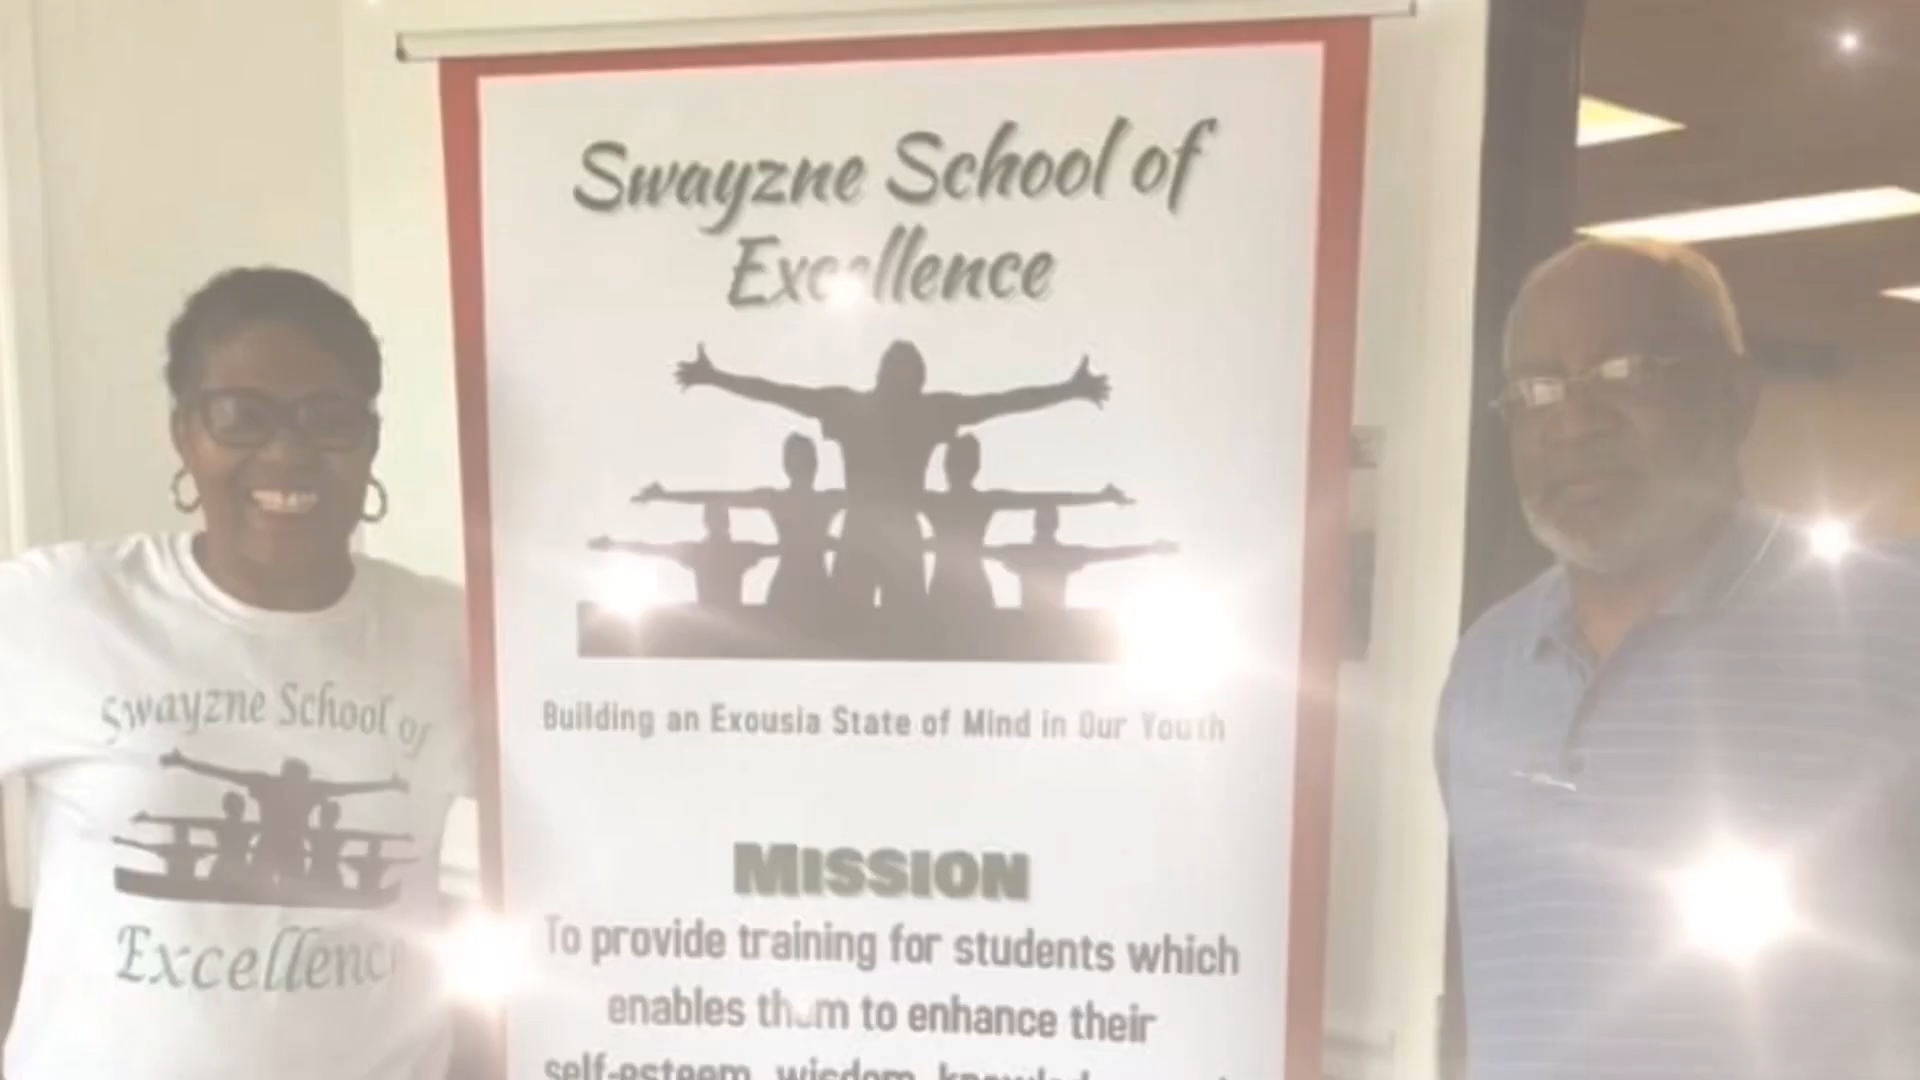 Swayzne School of
Excellence
Building an Exousia State of Mind in Our Youth
MISSION
To provide training for students which
enables them to enhance their
self-esteem, wisdom,
Swayzne School of
Excellence